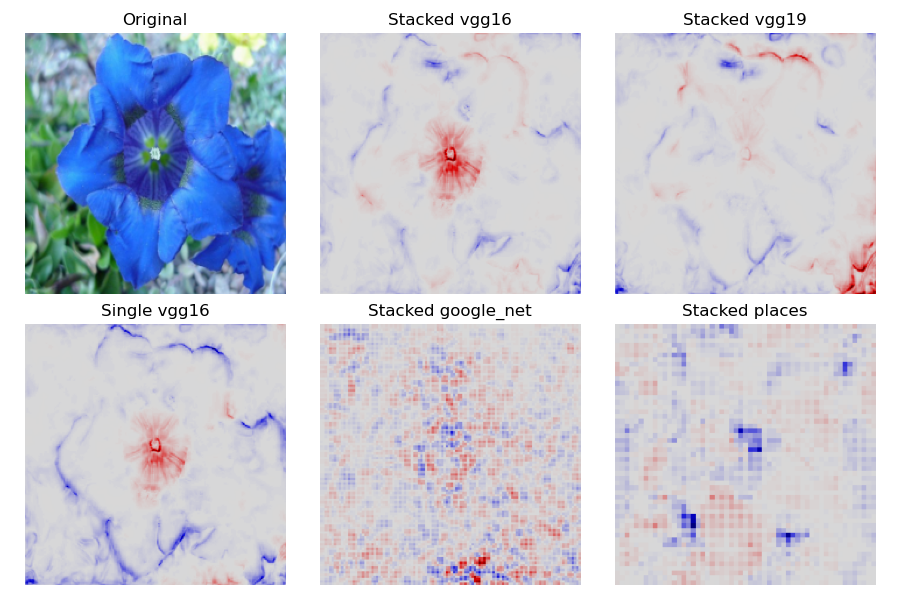 Original
Stacked vgg16
Stacked vgg19
Single vgg16
Stacked google_net
Stacked places